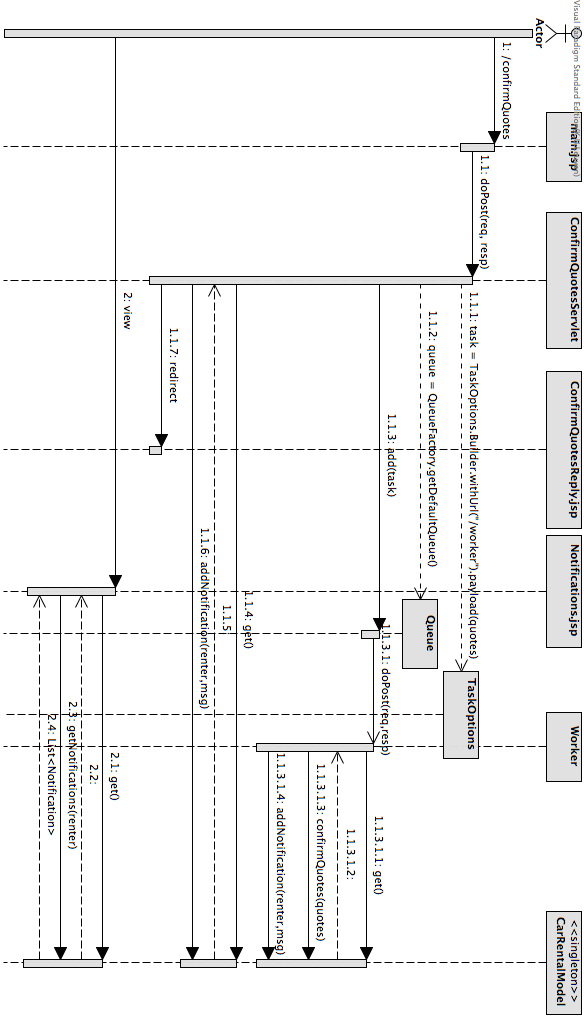 Visual Paradigm Standard Edition
Actor
main.jsp
ConfirmQuotesServlet
ConfirmQuotesReply.jsp
Notifications.jsp
Worker
<<singleton>>
CarRentalModel
1: /confirmQuotes
1.1: doPost(req, resp)
1.1.1: task = TaskOptions.Builder.withUrl("/worker").payload(quotes)
TaskOptions
1.1.2: queue = QueueFactory.getDefaultQueue()
Queue
1.1.3: add(task)
1.1.3.1: doPost(req,resp)
1.1.3.1.1: get()
1.1.3.1.2:
1.1.3.1.3: confirmQuotes(quotes)
1.1.3.1.4: addNotification(renter,msg)
1.1.4: get()
1.1.5
1.1.6: addNotification(renter,msg)
1.1.7: redirect
2: view
2.1: get()
2.2:
2.3: getNotifications(renter)
2.4: List<Notification>